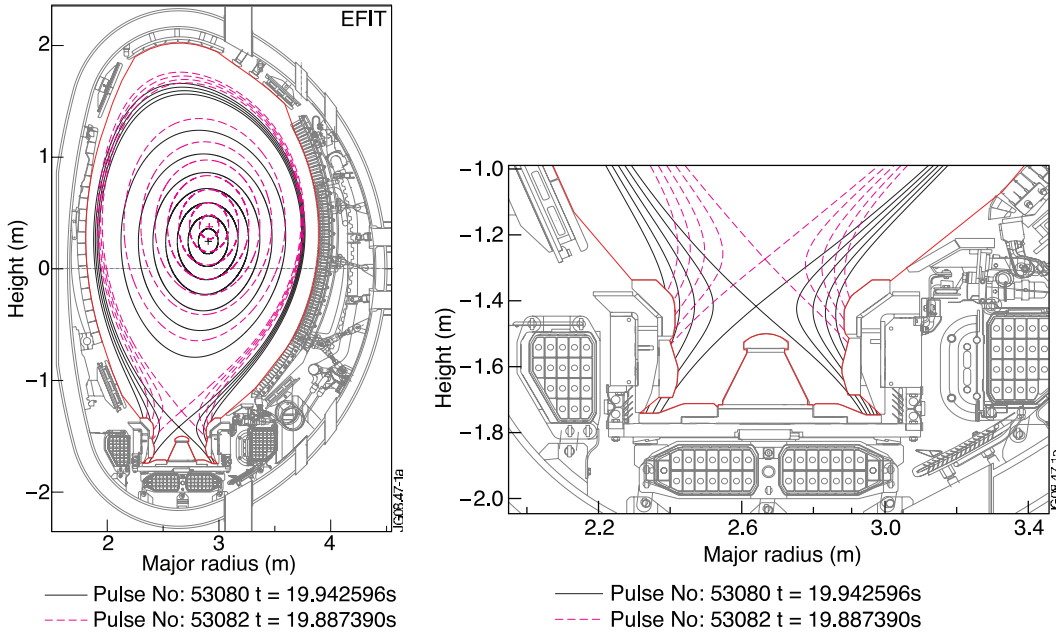 EFIT
2
1
0
−1
−2
Height (m)
2
3
4
Major radius (m)
JG08.47-1a
Pulse No: 53080 t = 19.942596s
Pulse No: 53082 t = 19.887390s
−1.0
−1.2
−1.4
−1.6
−1.8
−2.0
Height (m)
2.2
2.6
3.0
3.4
Major radius (m)
JG08.47-1a
Pulse No: 53080 t = 19.942596s
Pulse No: 53082 t = 19.887390s